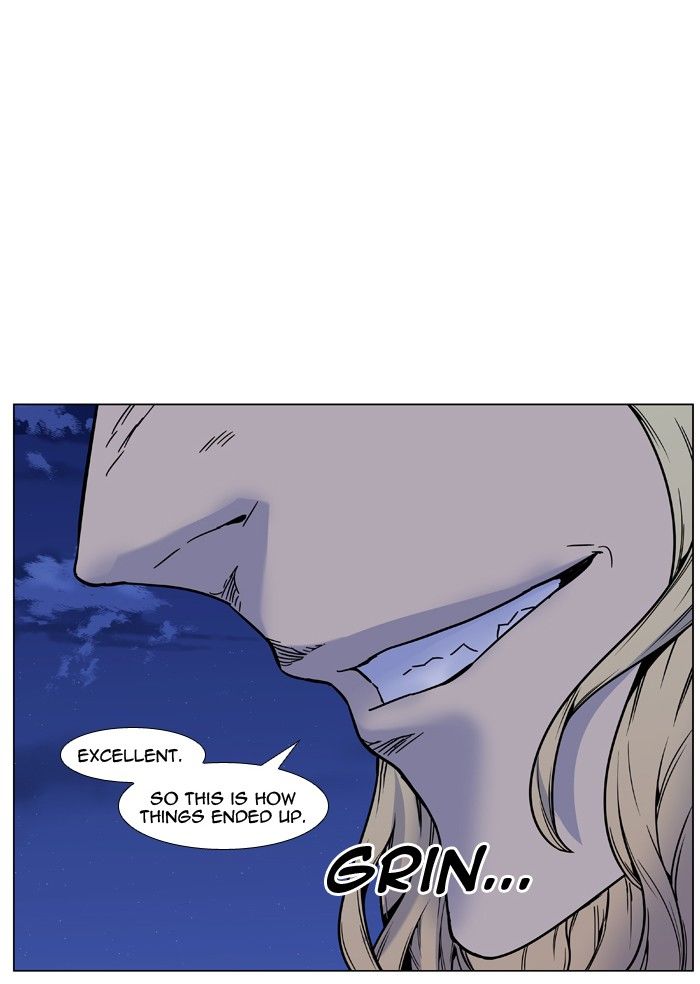 EXCELLENT.
SO THIS IS HOW
THINGS ENDED UP.
GRIN...